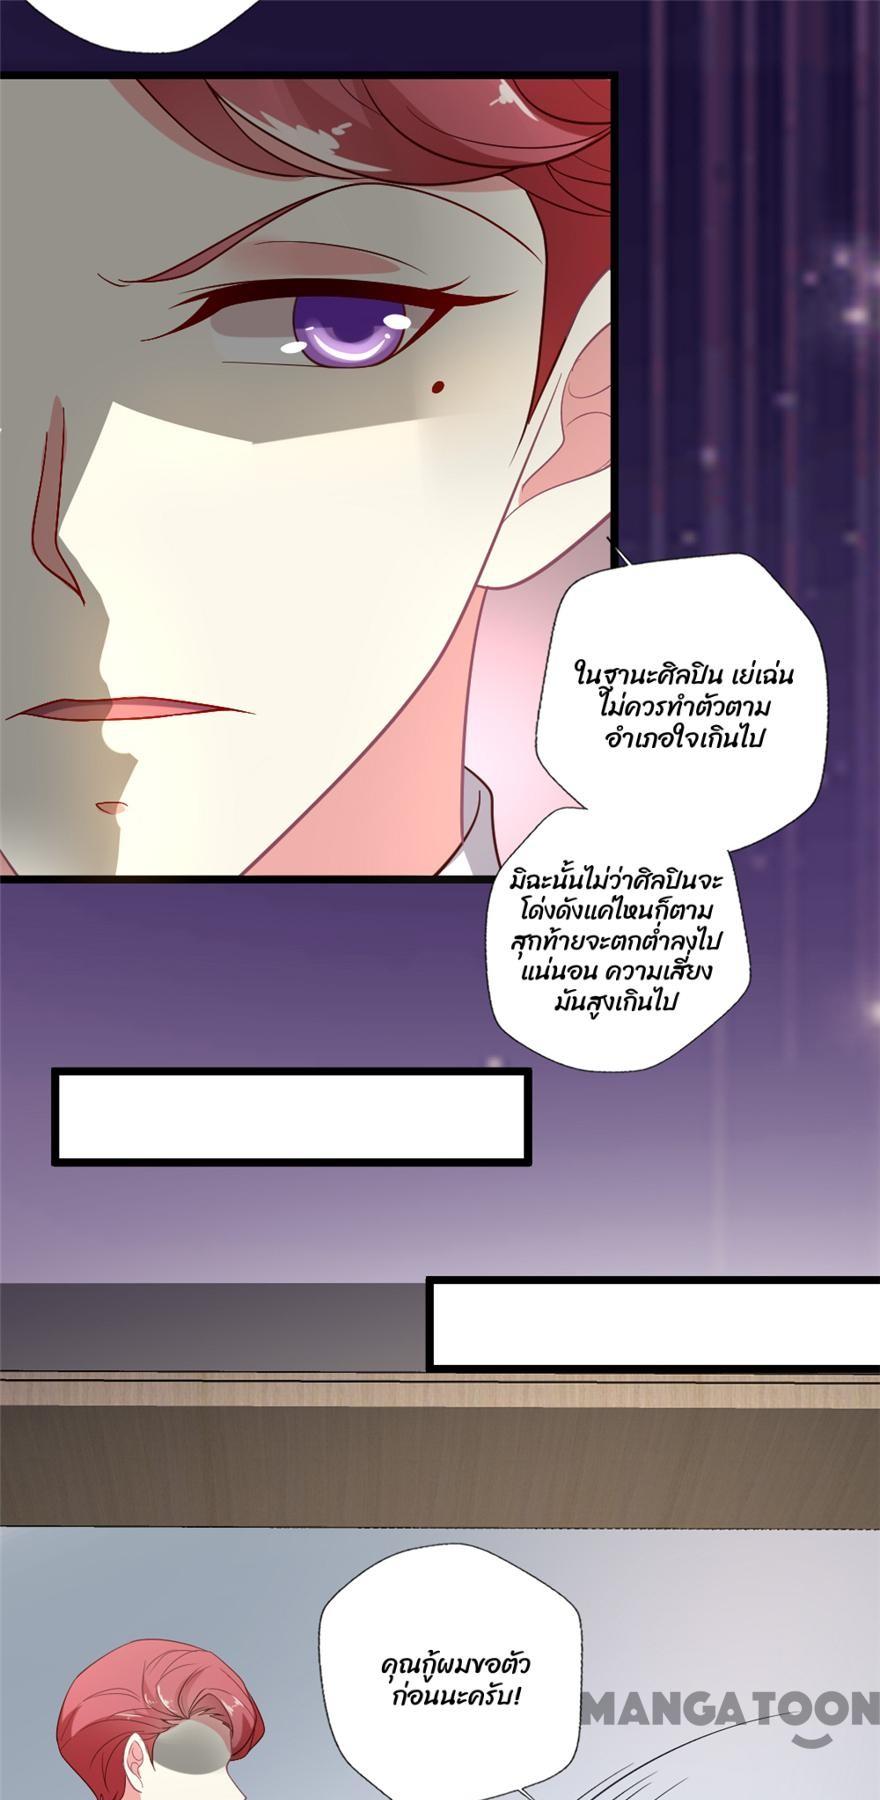 ในฐานะศิลปิน เย่เฉิน
ไม่ควรทำตัวตาม
อำเภอใจเกินไป
มิฉะนั้นไม่ว่าศิลปินจะ
โด่งดังแค่ไหนก็ตาม
สุดท้ายจะตกต่ำลงไป
แน่นอน ความเสี่ยง
มันสูงเกินไป
คุณกู้ผมขอตัว
ก่อนนะครับ!
MANGATOON